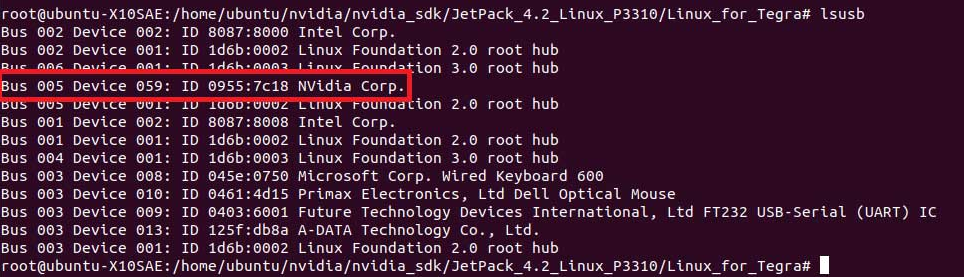 root@ubuntu-X10SAE:/home/ubuntu/nvidia/nvidia_sdk/JetPack_4.2_Linux_P3310/Linux_for_Tegra# lsusb
Bus 002 Device 002: ID 8087:8000 Intel Corp.
Bus 002 Device 001: ID 1d6b:0002 Linux Foundation 2.0 root hub
Bus 006 Device 001: ID 1d6b:0003 Linux Foundation 3.0 root hub
Bus 005 Device 059: ID 0955:7c18 NVidia Corp.
Bus 005 Device 001: ID 1d6b:0002 Linux Foundation 2.0 root hub
Bus 001 Device 002: ID 8087:8008 Intel Corp.
Bus 001 Device 001: ID 1d6b:0002 Linux Foundation 2.0 root hub
Bus 004 Device 001: ID 1d6b:0003 Linux Foundation 3.0 root hub
Bus 003 Device 008: ID 045e:0750 Microsoft Corp. Wired Keyboard 600
Bus 003 Device 010: ID 0461:4d15 Primax Electronics, Ltd Dell Optical Mouse
Bus 003 Device 009: ID 0403:6001 Future Technology Devices International, Ltd FT232 USB-Serial (UART) IC
Bus 003 Device 013: ID 125f:db8a A-DATA Technology Co., Ltd.
Bus 003 Device 001: ID 1d6b:0002 Linux Foundation 2.0 root hub
root@ubuntu-X10SAE:/home/ubuntu/nvidia/nvidia_sdk/JetPack_4.2_Linux_P3310/Linux_for_Tegra#